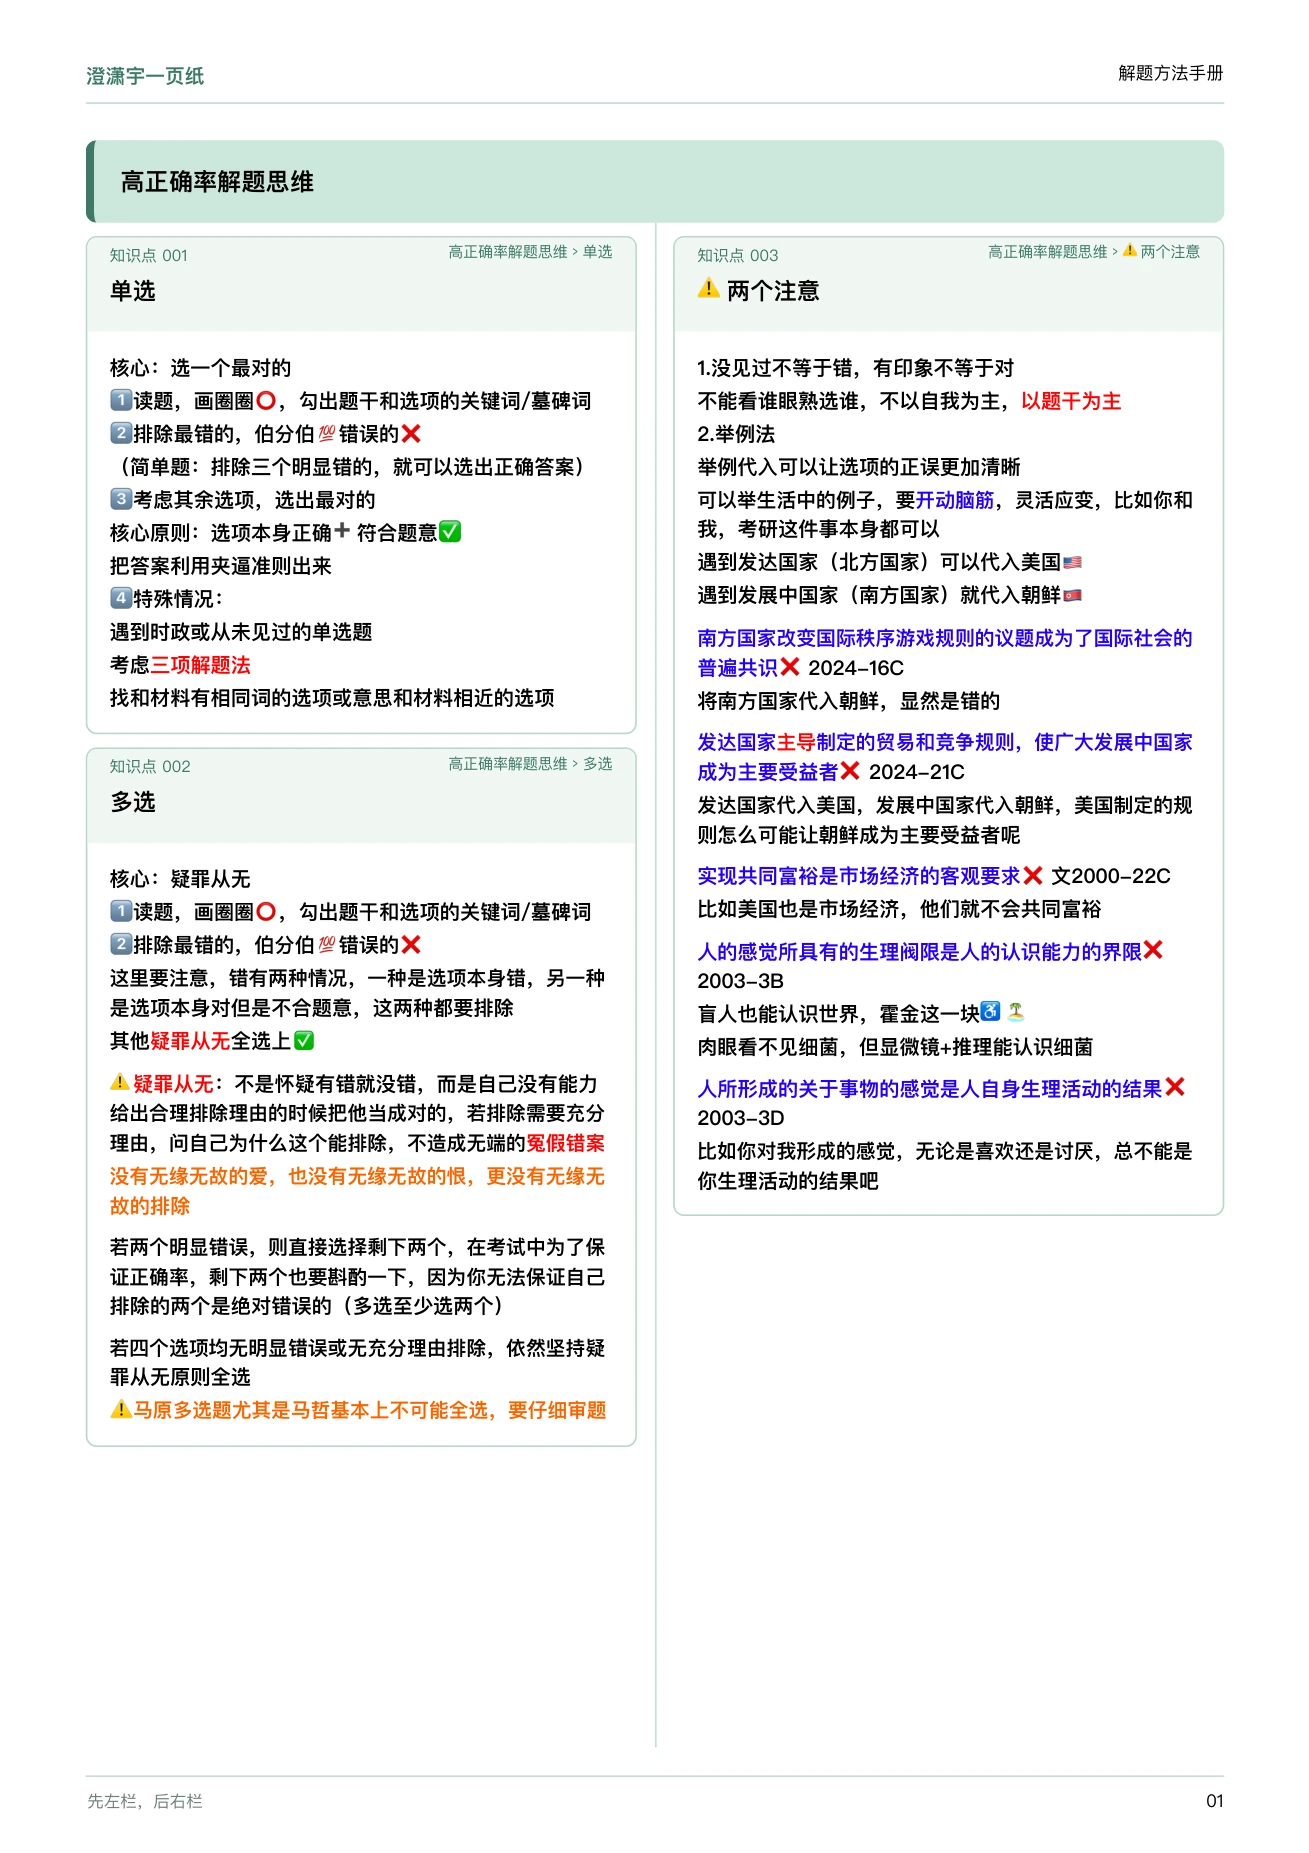 澄潇宇一页纸
解题方法手册
高正确率解题思维
知识点 001
高正确率解题思维 › 单选
单选
核心：选一个最对的
1️⃣读题，画圈圈⭕，勾出题干和选项的关键词/墓碑词
2️⃣排除最错的，伯分伯💯错误的❌
（简单题：排除三个明显错的，就可以选出正确答案）
3️⃣考虑其余选项，选出最对的
核心原则：选项本身正确➕ 符合题意✅
把答案利用夹逼准则出来
4️⃣特殊情况：
遇到时政或从未见过的单选题
考虑三项解题法
找和材料有相同词的选项或意思和材料相近的选项
知识点 002
高正确率解题思维 › 多选
多选
核心：疑罪从无
1️⃣读题，画圈圈⭕，勾出题干和选项的关键词/墓碑词
2️⃣排除最错的，伯分伯💯错误的❌
这里要注意，错有两种情况，一种是选项本身错，另一种
是选项本身对但是不合题意，这两种都要排除
其他疑罪从无全选上✅
⚠️疑罪从无：不是怀疑有错就没错，而是自己没有能力
给出合理排除理由的时候把他当成对的，若排除需要充分
理由，问自己为什么这个能排除，不造成无端的冤假错案
没有无缘无故的爱，也没有无缘无故的恨，更没有无缘无
故的排除
若两个明显错误，则直接选择剩下两个，在考试中为了保
证正确率，剩下两个也要斟酌一下，因为你无法保证自己
排除的两个是绝对错误的（多选至少选两个）
若四个选项均无明显错误或无充分理由排除，依然坚持疑
罪从无原则全选
⚠️马原多选题尤其是马哲基本上不可能全选，要仔细审题
知识点 003
高正确率解题思维 › ⚠️两个注意
⚠️ 两个注意
1.没见过不等于错，有印象不等于对
不能看谁眼熟选谁，不以自我为主，以题干为主
2.举例法
举例代入可以让选项的正误更加清晰
可以举生活中的例子，要开动脑筋，灵活应变，比如你和
我，考研这件事本身都可以
遇到发达国家（北方国家）可以代入美国🇺🇸
遇到发展中国家（南方国家）就代入朝鲜🇰🇵
南方国家改变国际秩序游戏规则的议题成为了国际社会的
普遍共识❌ 2024–16C
将南方国家代入朝鲜，显然是错的
发达国家主导制定的贸易和竞争规则，使广大发展中国家
成为主要受益者❌ 2024–21C
发达国家代入美国，发展中国家代入朝鲜，美国制定的规
则怎么可能让朝鲜成为主要受益者呢
实现共同富裕是市场经济的客观要求❌ 文2000–22C
比如美国也是市场经济，他们就不会共同富裕
人的感觉所具有的生理阀限是人的认识能力的界限❌
2003–3B
盲人也能认识世界，霍金这一块♿🏝️
肉眼看不见细菌，但显微镜+推理能认识细菌
人所形成的关于事物的感觉是人自身生理活动的结果❌
2003–3D
比如你对我形成的感觉，无论是喜欢还是讨厌，总不能是
你生理活动的结果吧
先左栏，后右栏
01